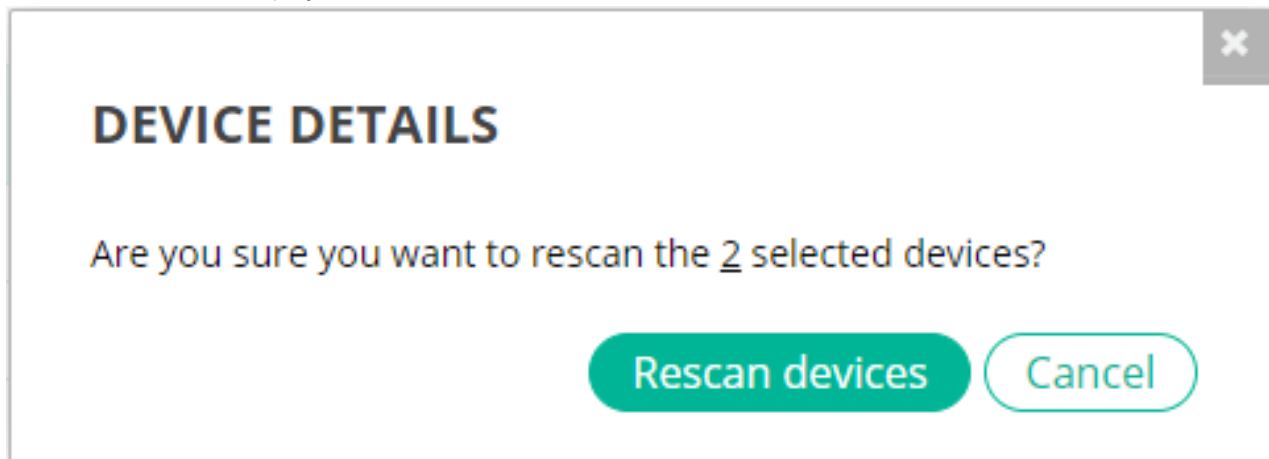 DEVICE DETAILS
Are you sure you want to rescan the 2 selected devices?
Rescan devices Cancel